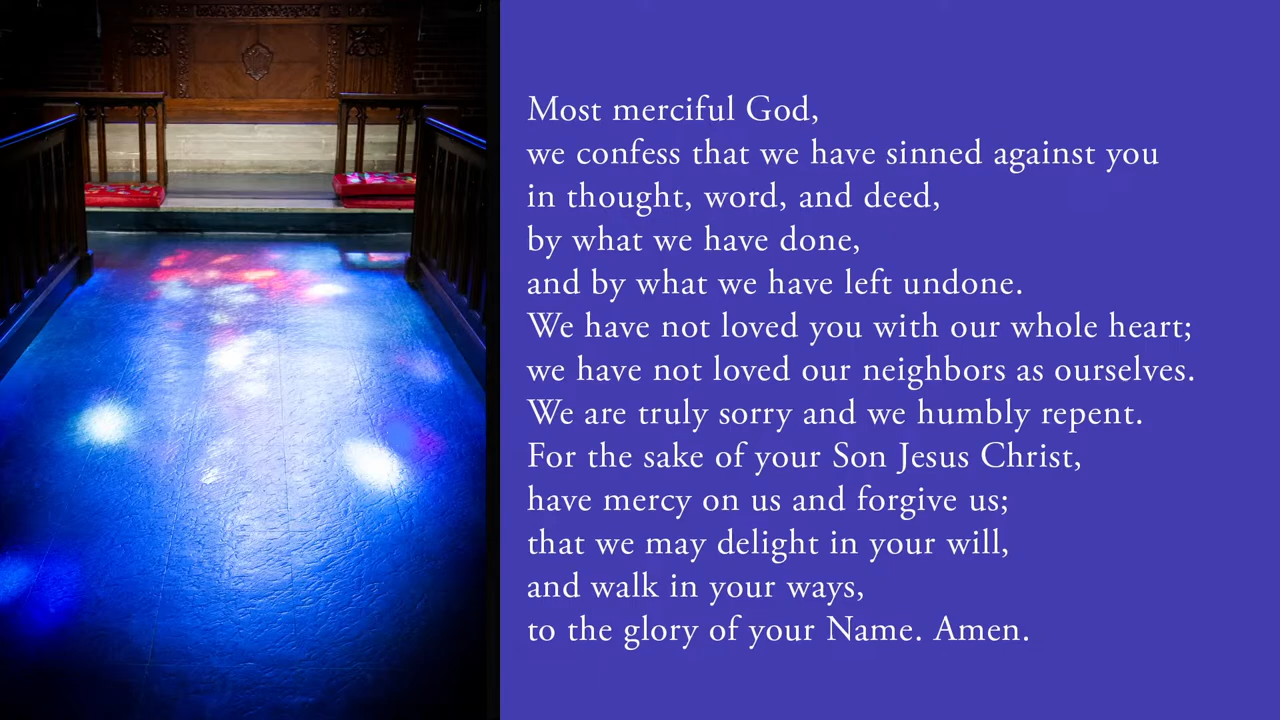 Most merciful God,
we confess that we have sinned against you
in thought, word, and deed,
by what we have done,
and by what we have left undone.
We have not loved you with our whole heart;
we have not loved our neighbors as ourselves.
We are truly sorry and we humbly repent.
For the sake of your Son Jesus Christ,
have mercy on us and forgive us;
that we may delight in your will,
and walk in your ways,
to the glory of your Name. Amen.